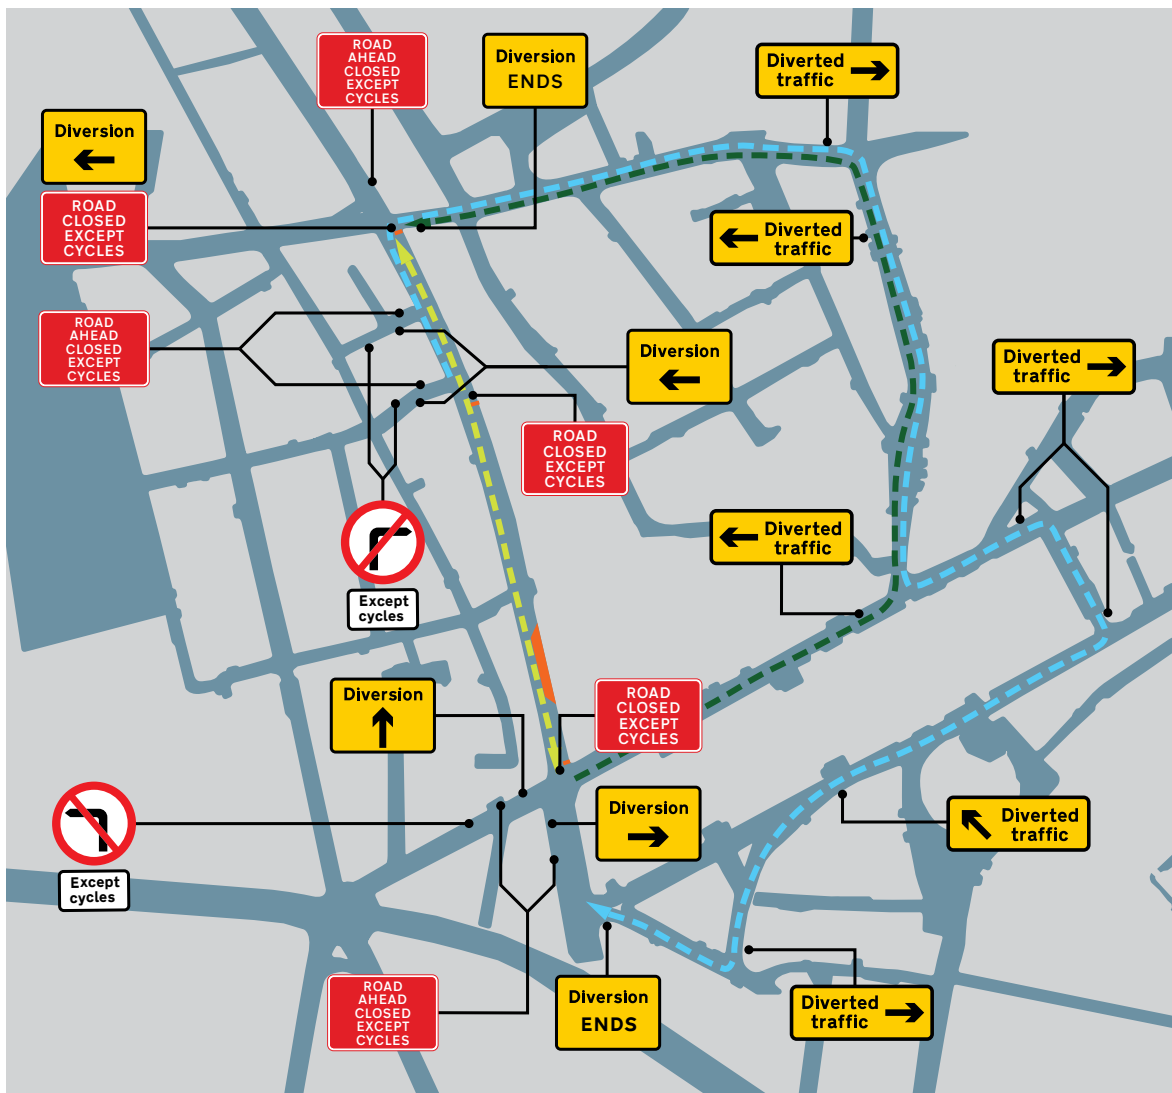 ROAD
AHEAD
CLOSED
EXCEPT
CYCLES
Diversion
ENDS
Diverted
traffic
Diversion
ROAD
CLOSED
EXCEPT
CYCLES
Diverted
traffic
ROAD
AHEAD
CLOSED
EXCEPT
CYCLES
Diversion
Diverted
traffic
ROAD
CLOSED
EXCEPT
CYCLES
Diverted
traffic
Except
cycles
Diversion
ROAD
CLOSED
EXCEPT
CYCLES
Diversion
Diverted
traffic
Except
cycles
ROAD
AHEAD
CLOSED
EXCEPT
CYCLES
Diversion
ENDS
Diverted
traffic